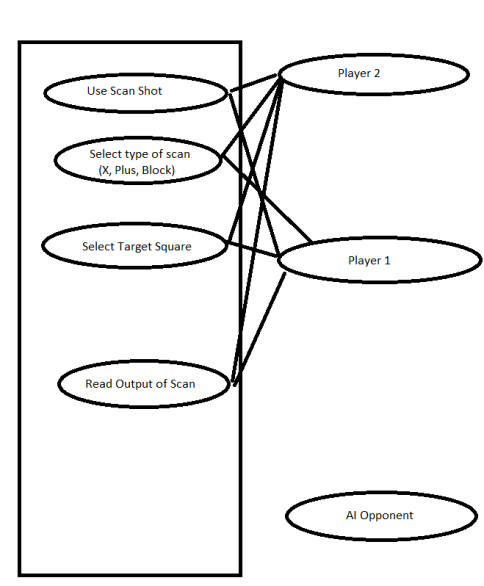 Player 2
Use Scan Shot
Select type of scan
(X, Plus, Block)
Select Target Square
Player 1
Read Output of Scan
AI Opponent